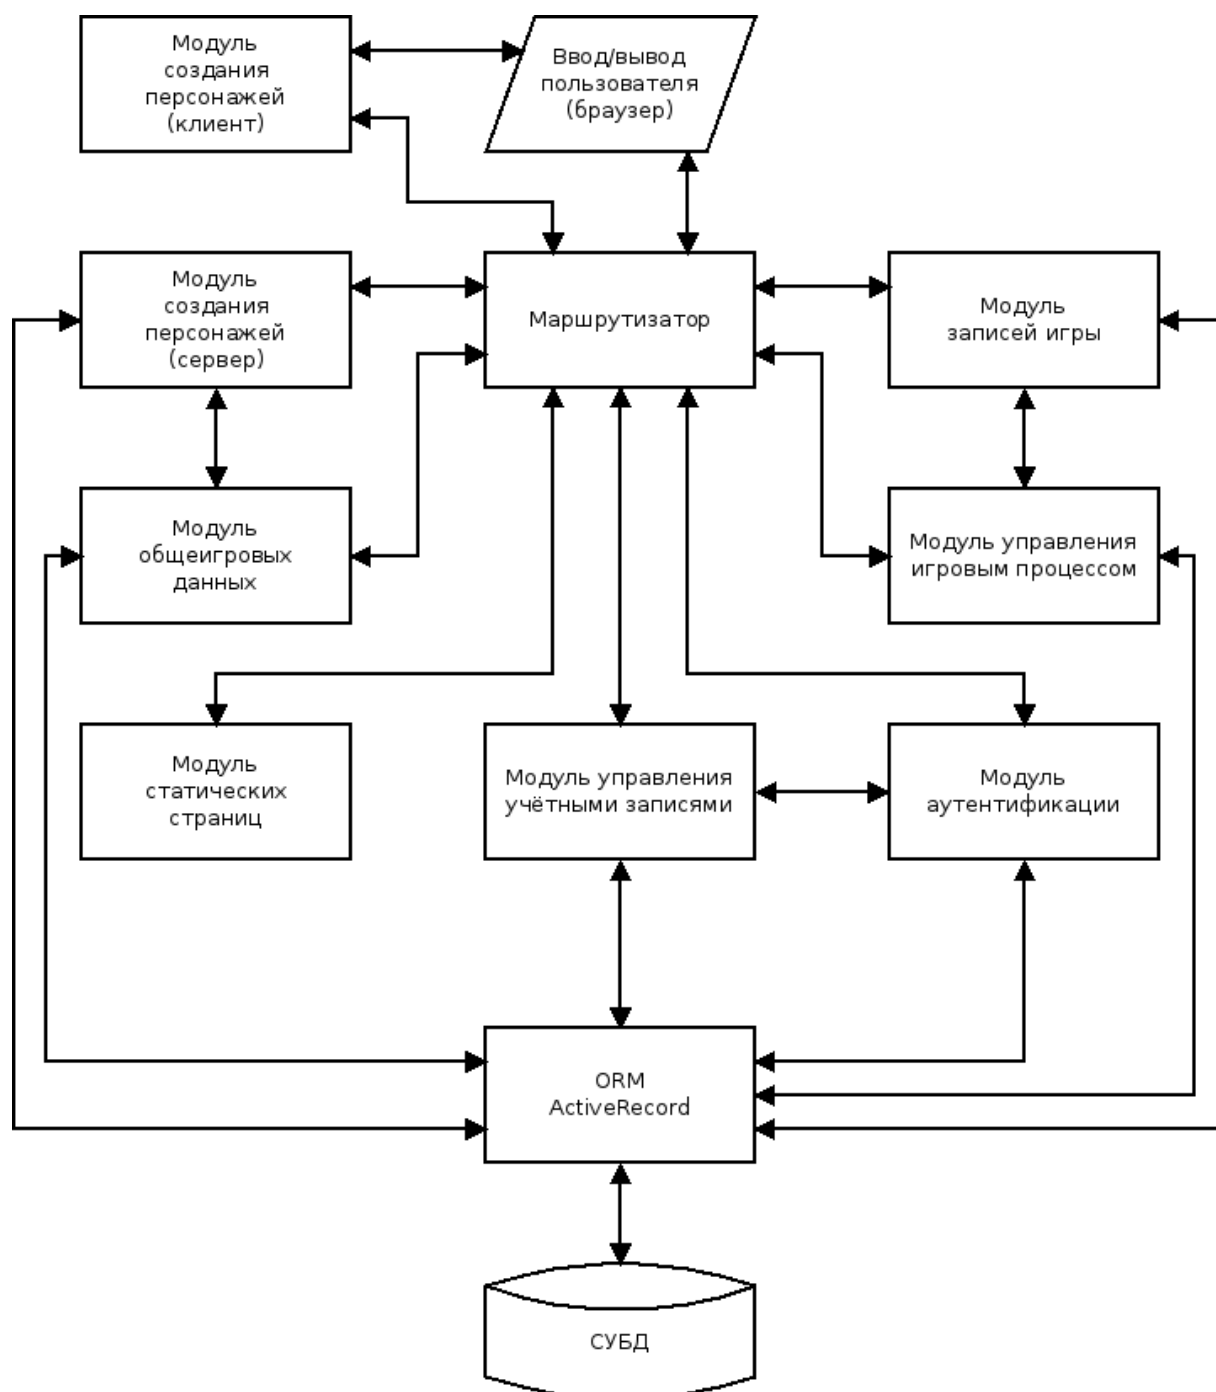 Модуль
создания
персонажей
(клиент)
Ввод/вывод
пользователя
(браузер)
Модуль
создания
персонажей
(сервер)
Маршрутизатор
Модуль
записей игры
Модуль
общеигровых
данных
Модуль управления
игровым процессом
Модуль
статических
страниц
Модуль управления
учётными записями
Модуль
аутентификации
ORM
ActiveRecord
СУБД